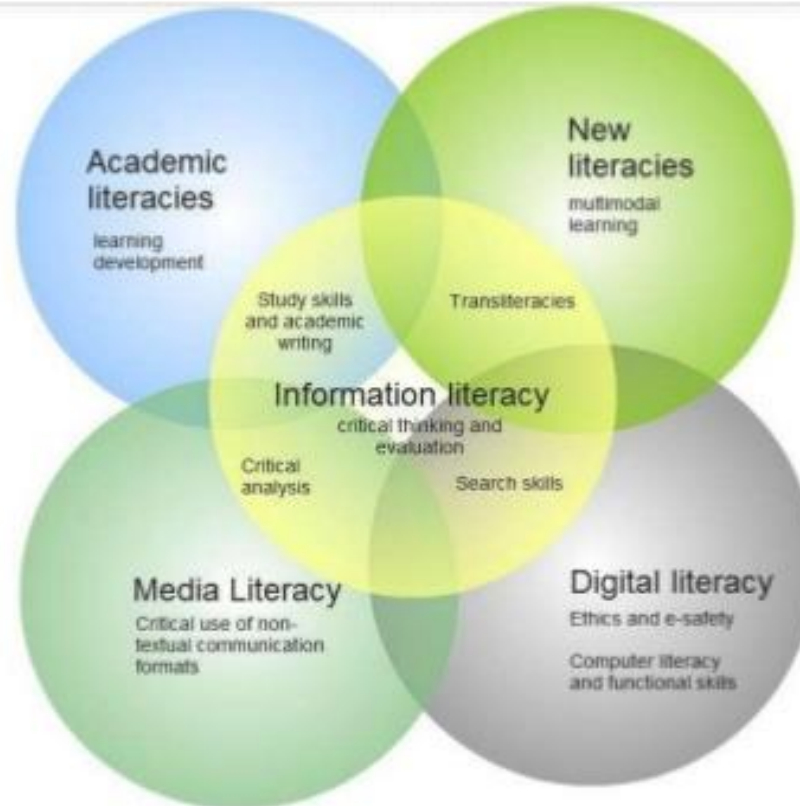 Academic
literacies
learning
development
New
literacies
multimodal
learning
Study skills
and academic
writing
Transliteracies
Information literacy
critical thinking and
evaluation
Critical
analysis
Search skills
Media Literacy
Critical use of non-
textual communication
formats
Digital literacy
Ethics and e-safety
Computer literacy
and functional skills